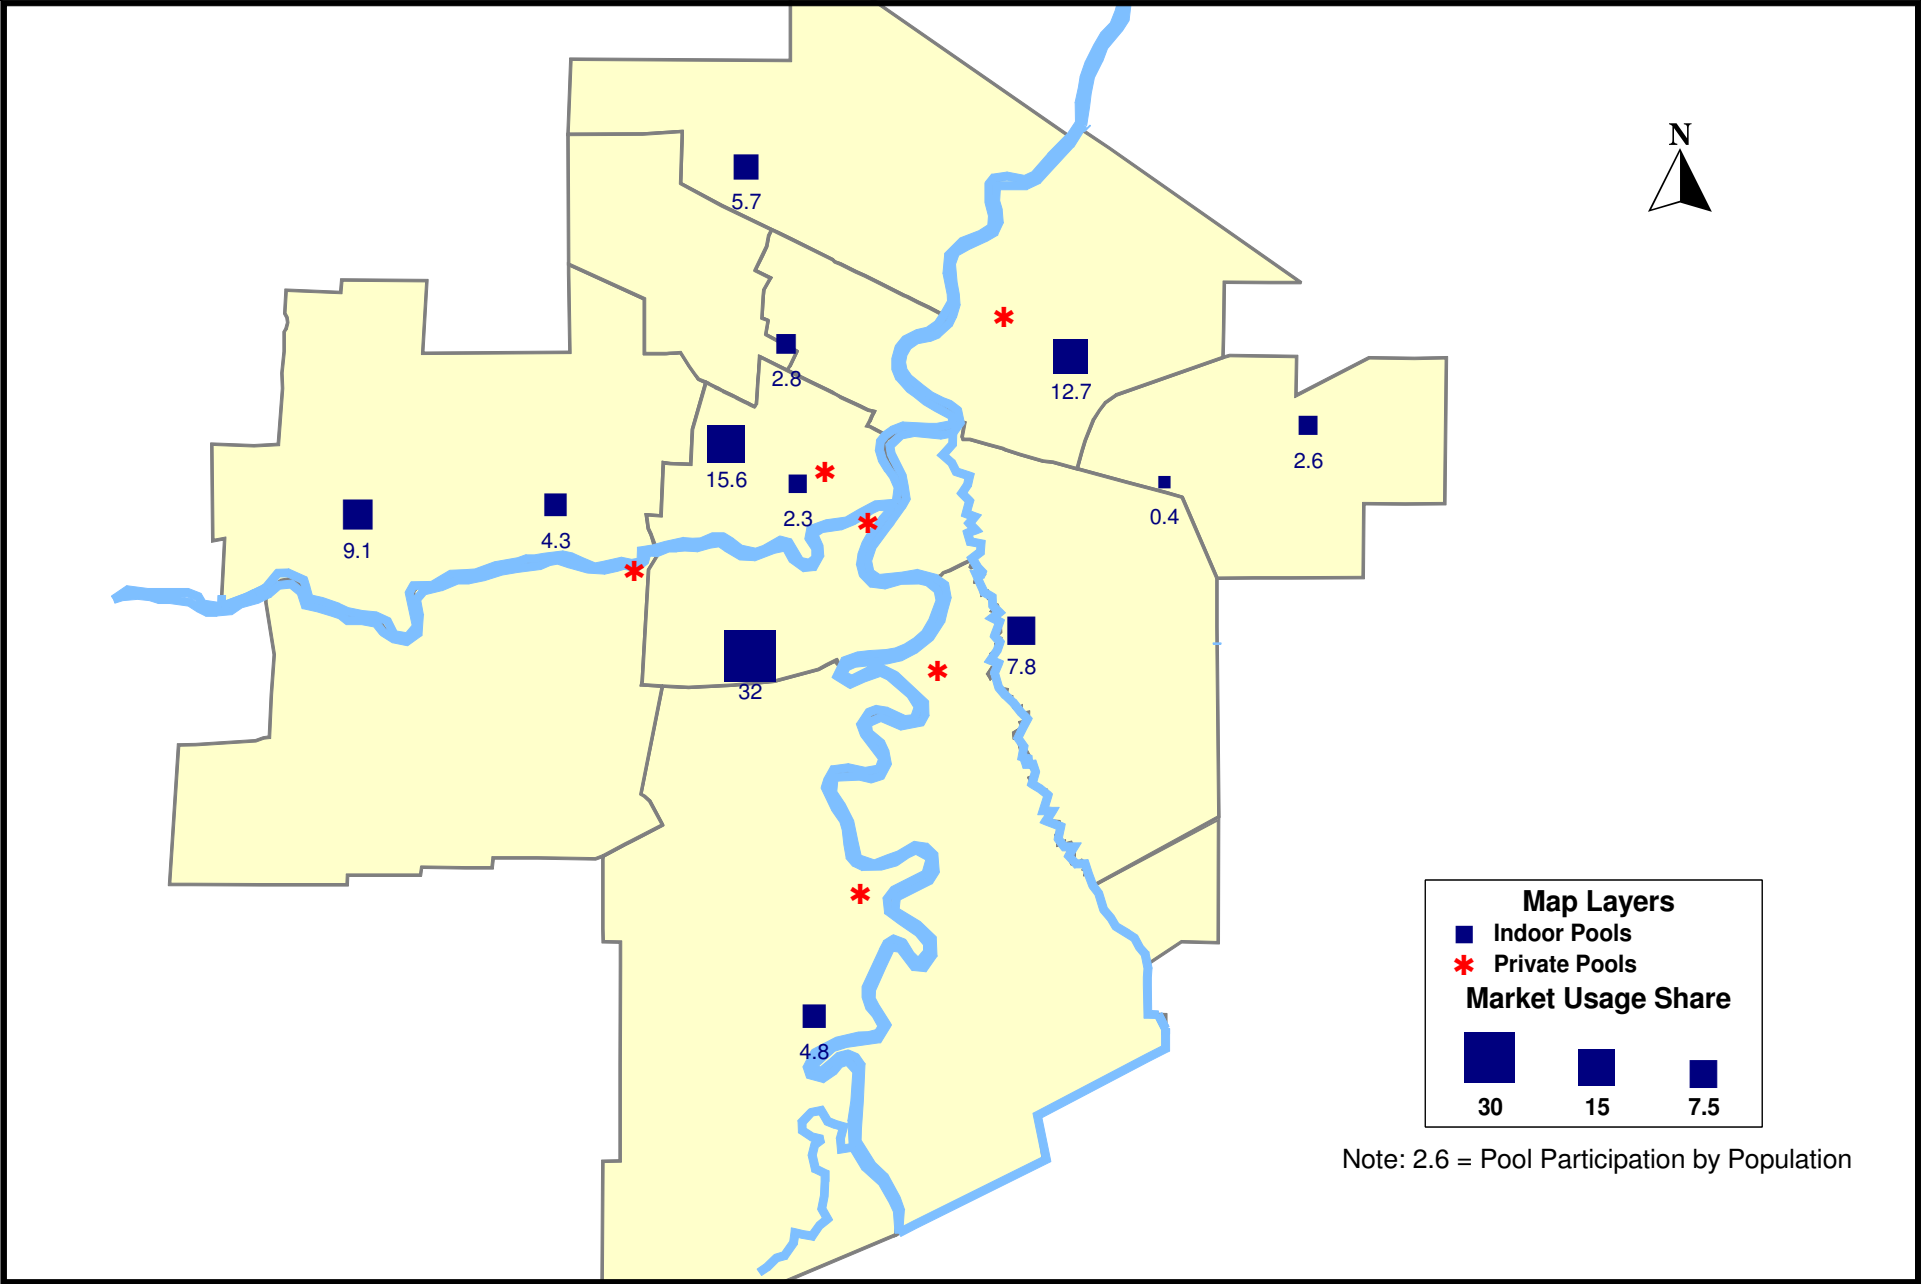 N
5.7
2.8
12.7
15.6
2.6
2.3
0.4
9.1
4.3
7.8
32
4.8
Map Layers
Indoor Pools
Private Pools
Market Usage Share
30 15 7.5
Note: 2.6 = Pool Participation by Population